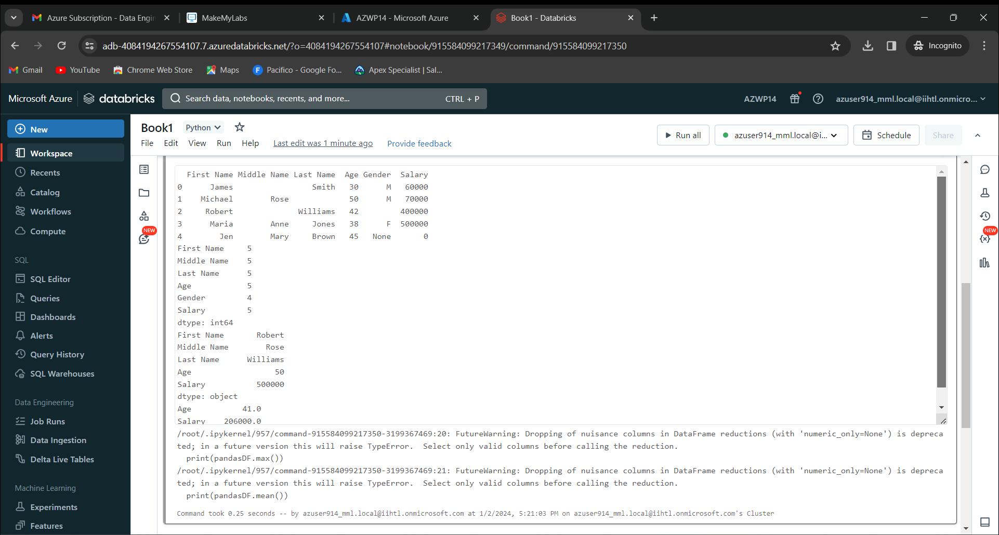 Azure Subscription - Data Engin
MakeMyLabs
AZWP14 - Microsoft Azure
Book1 - Databricks
adb-4084194267554107.7.azuredatabricks.net/?o=4084194267554107#notebook/915584099217349/command/915584099217350
Incognito
Gmail
YouTube
Chrome Web Store
Maps
Pacifico - Google Fo...
Apex Specialist | Sal...
Microsoft Azure
databricks
Search data, notebooks, recents, and more...
CTRL + P
AZWP14
azuser914_mml.local@iihtl.onmicro...
New
Workspace
Recents
Catalog
Workflows
Compute
SQL
SQL Editor
Queries
Dashboards
Alerts
Query History
SQL Warehouses
Data Engineering
Job Runs
Data Ingestion
Delta Live Tables
Machine Learning
Experiments
Features
Book1
Python
File Edit View Run Help
Last edit was 1 minute ago
Provide feedback
Run all
azuser914_mml.local@i...
Schedule
Share
NEW
First Name Middle Name Last Name Age Gender Salary
0 James Smith 30 M 60000
1 Michael Rose 50 M 70000
2 Robert Williams 42 400000
3 Maria Anne Jones 38 F 500000
4 Jen Mary Brown 45 None 0
First Name 5
Middle Name 5
Last Name 5
Age 5
Gender 4
Salary 5
dtype: int64
First Name Robert
Middle Name Rose
Last Name Williams
Age 50
Salary 500000
dtype: object
Age 41.0
Salary 206000.0
/root/.ipykernel/957/command-915584099217350-3199367469:20: FutureWarning: Dropping of nuisance columns in DataFrame reductions (with 'numeric_only=None') is depreca
ted; in a future version this will raise TypeError. Select only valid columns before calling the reduction.
print(pandasDF.max())
/root/.ipykernel/957/command-915584099217350-3199367469:21: FutureWarning: Dropping of nuisance columns in DataFrame reductions (with 'numeric_only=None') is depreca
ted; in a future version this will raise TypeError. Select only valid columns before calling the reduction.
print(pandasDF.mean())
Command took 0.25 seconds -- by azuser914_mml.local@iihtl.onmicrosoft.com at 1/2/2024, 5:21:03 PM on azuser914_mml.local@iihtl.onmicrosoft.com's Cluster
NEW